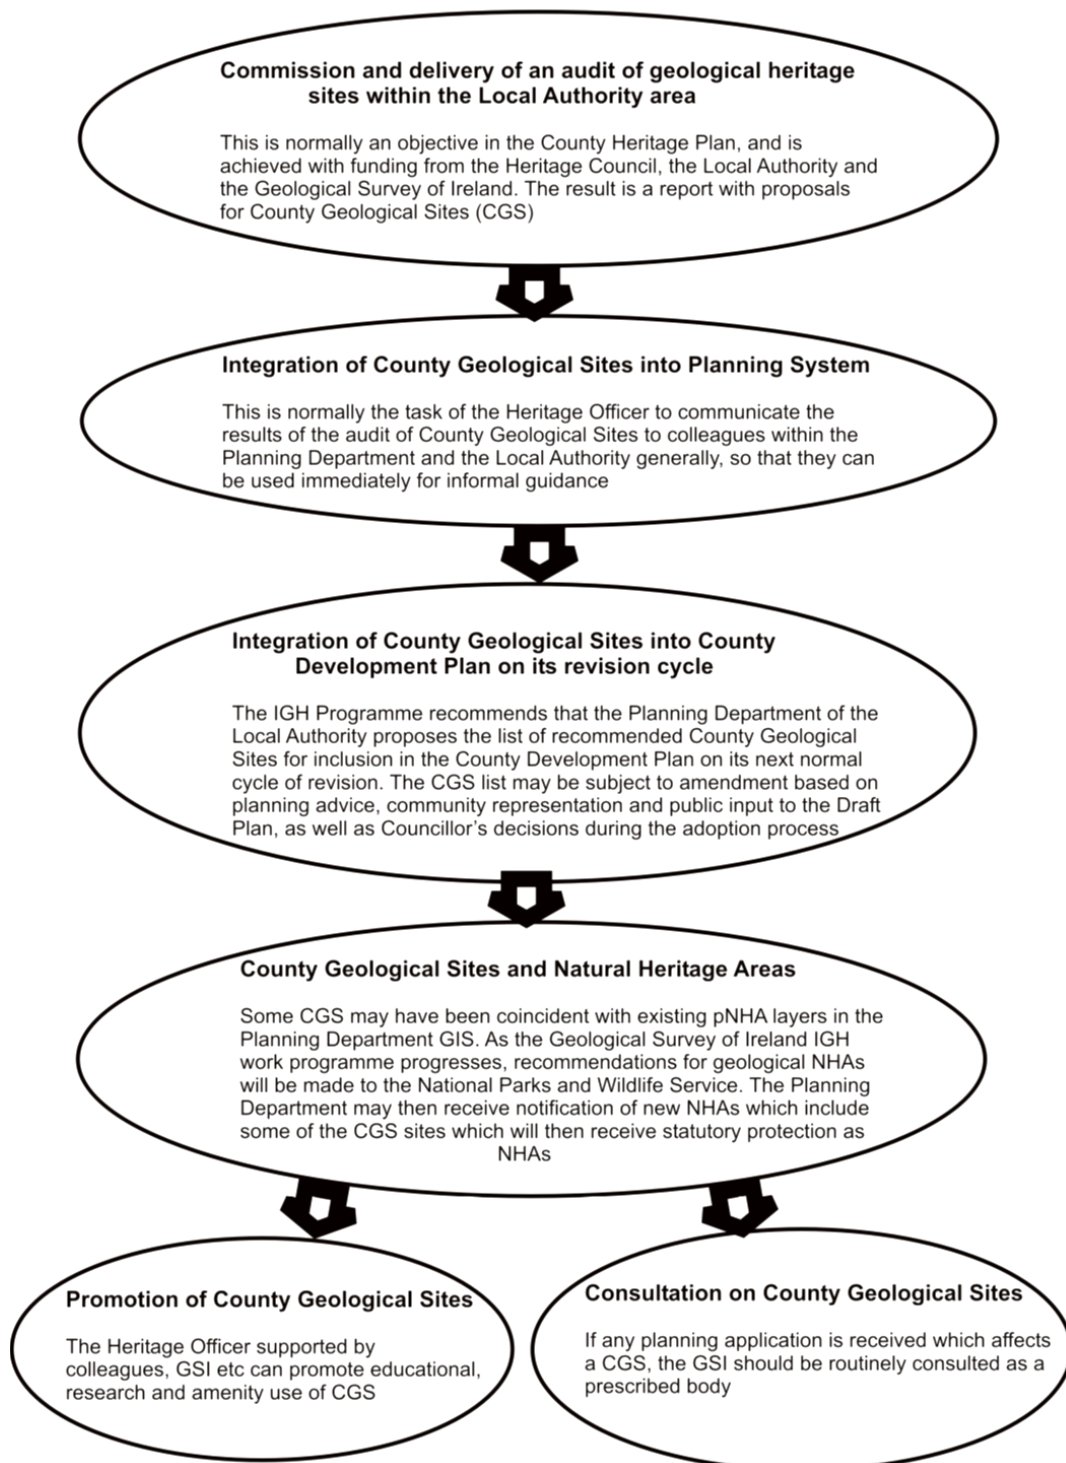 Commission and delivery of an audit of geological heritage
sites within the Local Authority area
This is normally an objective in the County Heritage Plan, and is
achieved with funding from the Heritage Council, the Local Authority and
the Geological Survey of Ireland. The result is a report with proposals
for County Geological Sites (CGS)
Integration of County Geological Sites into Planning System
This is normally the task of the Heritage Officer to communicate the
results of the audit of County Geological Sites to colleagues within the
Planning Department and the Local Authority generally, so that they can
be used immediately for informal guidance
Integration of County Geological Sites into County
Development Plan on its revision cycle
The IGH Programme recommends that the Planning Department of the
Local Authority proposes the list of recommended County Geological
Sites for inclusion in the County Development Plan on its next normal
cycle of revision. The CGS list may be subject to amendment based on
planning advice, community representation and public input to the Draft
Plan, as well as Councillor's decisions during the adoption process
County Geological Sites and Natural Heritage Areas
Some CGS may have been coincident with existing pNHA layers in the
Planning Department GIS. As the Geological Survey of Ireland IGH
work programme progresses, recommendations for geological NHAs
will be made to the National Parks and Wildlife Service. The Planning
Department may then receive notification of new NHAs which include
some of the CGS sites which will then receive statutory protection as
NHAs
Promotion of County Geological Sites
The Heritage Officer supported by
colleagues, GSI etc can promote educational,
research and amenity use of CGS
Consultation on County Geological Sites
If any planning application is received which affects
a CGS, the GSI should be routinely consulted as a
prescribed body